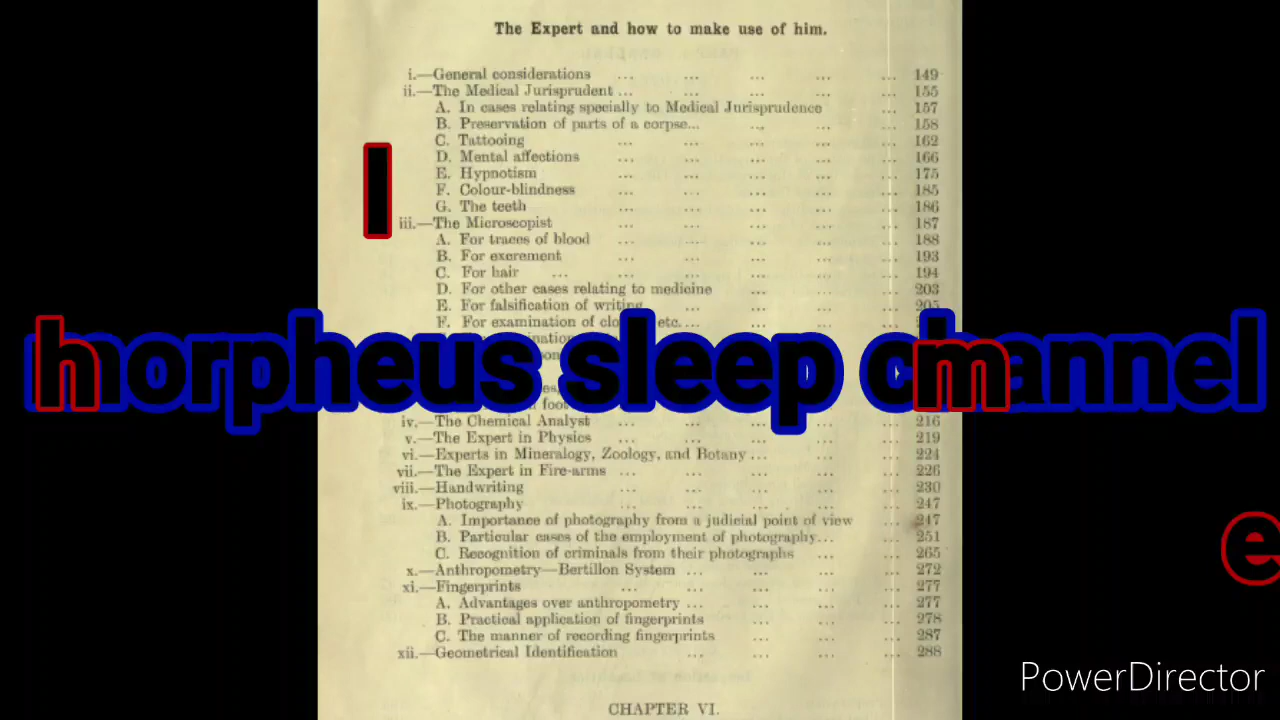 The Expert and how to make use of him.
i.—General considerations ... ... ... ... ... 149
ii.—The Medical Jurisprudent ... ... ... ... ... 155
A. In cases relating specially to Medical Jurisprudence ... 157
B. Preservation of parts of a corpse... ... ... ... 158
C. Tattooing ... ... ... ... ... 162
D. Mental affections ... ... ... ... ... 166
E. Hypnotism ... ... ... ... ... 175
F. Colour-blindness ... ... ... ... ... 185
G. The teeth ... ... ... ... ... 186
iii.—The Microscopist ... ... ... ... ... 187
A. For traces of blood ... ... ... ... ... 188
B. For excrement ... ... ... ... ... 193
C. For hair ... ... ... ... ... ... 194
D. For other cases relating to medicine ... ... ... 203
E. For falsification of writing ... ... ... 205
F. For examination of etc. ... ... ...
morpheus sleep channel
h
m
l
e
iv.—The Chemical Analyst ... ... ... ... 216
v.—The Expert in Physics ... ... ... ... ... 219
vi.—Experts in Mineralogy, Zoology, and Botany ... ... ... 224
vii.—The Expert in Fire-arms ... ... ... ... ... 226
viii.—Handwriting ... ... ... ... ... 230
ix.—Photography ... ... ... ... ... 247
A. Importance of photography from a judicial point of view ... 247
B. Particular cases of the employment of photography... ... 251
C. Recognition of criminals from their photographs ... ... 265
x.—Anthropometry—Bertillon System ... ... ... ... 272
xi.—Fingerprints ... ... ... ... ... 277
A. Advantages over anthropometry ... ... ... ... 277
B. Practical application of fingerprints ... ... ... 278
C. The manner of recording fingerprints ... ... ... 287
xii.—Geometrical Identification ... ... ... ... 288
CHAPTER VI.
PowerDirector